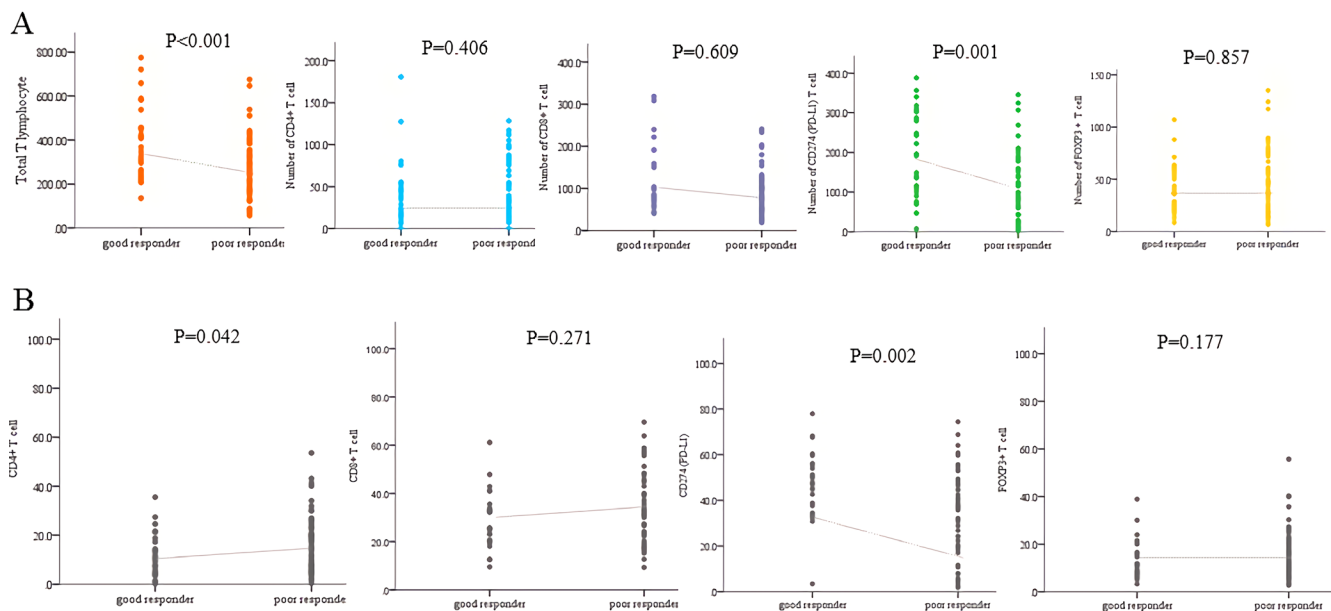 A
P<0.001
800.00
600.00
400.00
200.00
.00
Total T lymphocyte
good responder
poor responder
P=0.406
200.0
150.0
100.0
50.0
.0
Number of CD4+ T cell
good responder
poor respond
P=0.609
400.0
300.0
200.0
100.0
.0
Number of CD8+ T cell
good responder
poor responder
P=0.001
400.0
300.0
200.0
100.0
.0
Number of CD274 (PD-L1) T cell
good responder
poor responder
P=0.857
150.0
100.0
50.0
.0
Number of FOXP3 + T cell
good responder
poor responder
B
P=0.042
100.0
80.0
60.0
40.0
20.0
.0
CD4+ T cell
good responder
poor responde
P=0.271
100.0
80.0
60.0
40.0
20.0
.0
CD8+ T cell
good responder
poor responder
P=0.002
100.0
80.0
60.0
40.0
20.0
.0
CD274 (PD-L1)
good responder
poor responder
P=0.177
100.0
80.0
60.0
40.0
20.0
.0
FOXP3+ T cell
good responder
poor responder